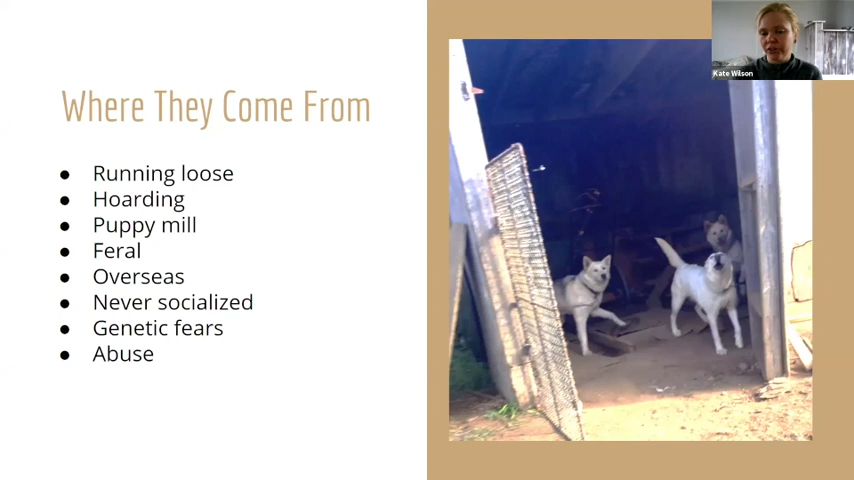 Where They Come From
● Running loose
● Hoarding
● Puppy mill
● Feral
● Overseas
● Never socialized
● Genetic fears
● Abuse
Kate Wilson